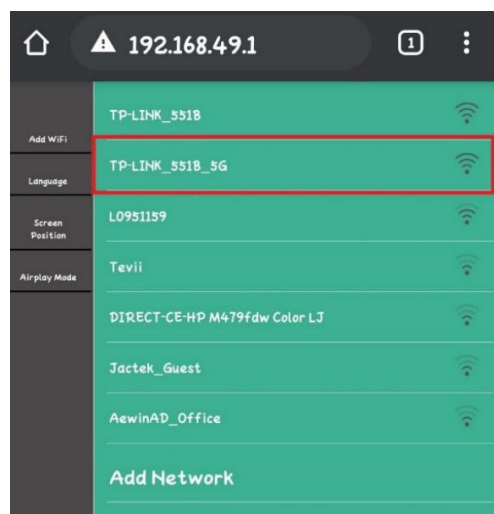 192.168.49.1
1
Add WiFi
Language
Screen
Position
Airplay Mode
TP-LINK_551B
TP-LINK_551B_5G
L0951159
Tevii
DIRECT-CE-HP M479fdw Color LJ
Jactek_Guest
AewinAD_Office
Add Network